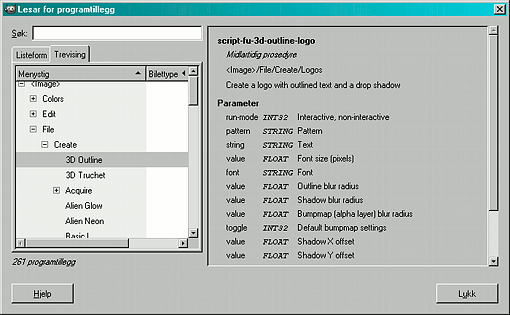 Lesar for programtillegg
Søk:
Listeform Trevising
Menystig Bilettype
<Image>
Colors
Edit
File
Create
3D Outline
3D Truchet
Acquire
Alien Glow
Alien Neon
261 programtillegg
script-fu-3d-outline-logo
Midlartidig prosedyre
<Image>/File/Create/Logos
Create a logo with outlined text and a drop shadow
Parameter
run-mode INT32 Interactive, non-interactive
pattern STRING Pattern
string STRING Text
value FLOAT Font size (pixels)
font STRING Font
value FLOAT Outline blur radius
value FLOAT Shadow blur radius
value FLOAT Bumpmap (alpha layer) blur radius
toggle INT32 Default bumpmap settings
value FLOAT Shadow X offset
value FLOAT Shadow Y offset
Hjelp
Lukk